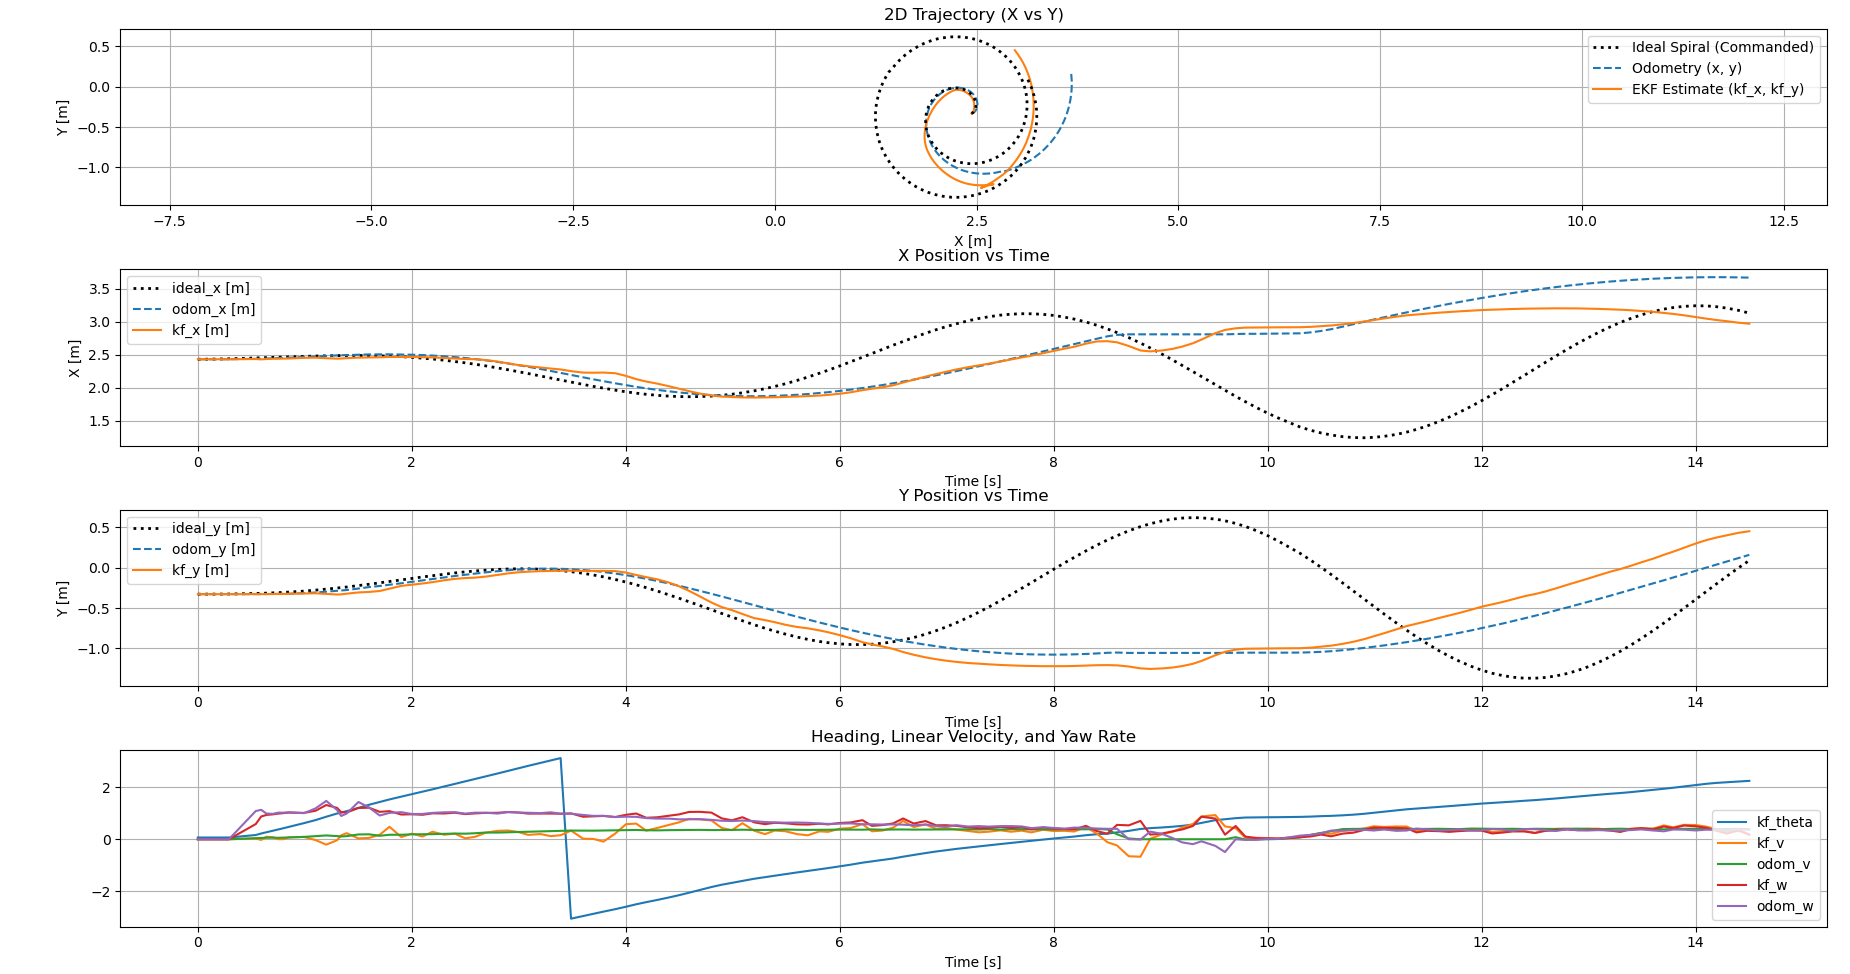 2D Trajectory (X vs Y)
Y [m]
0.5
0.0
−0.5
−1.0
Ideal Spiral (Commanded)
Odometry (x, y)
EKF Estimate (kf_x, kf_y)
−7.5 −5.0 −2.5 0.0 2.5 5.0 7.5 10.0 12.5
X [m]
X Position vs Time
X [m]
3.5
3.0
2.5
2.0
1.5
ideal_x [m]
odom_x [m]
kf_x [m]
0 2 4 6 8 10 12 14
Time [s]
Y Position vs Time
Y [m]
0.5
0.0
−0.5
−1.0
ideal_y [m]
odom_y [m]
kf_y [m]
0 2 4 6 8 10 12 14
Time [s]
Heading, Linear Velocity, and Yaw Rate
2
0
−2
kf_theta
kf_v
odom_v
kf_w
odom_w
0 2 4 6 8 10 12 14
Time [s]